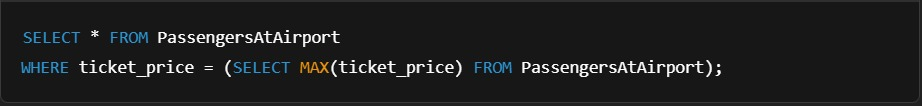 SELECT * FROM PassengersAtAirport
WHERE ticket_price = (SELECT MAX(ticket_price) FROM PassengersAtAirport);